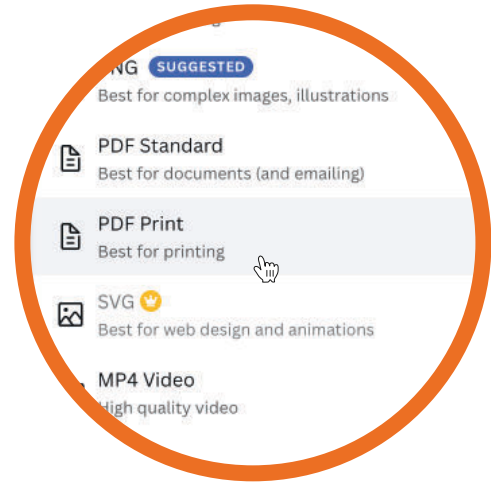 NG SUGGESTED
Best for complex images, illustrations
PDF Standard
Best for documents (and emailing)
PDF Print
Best for printing
SVG
Best for web design and animations
MP4 Video
High quality video